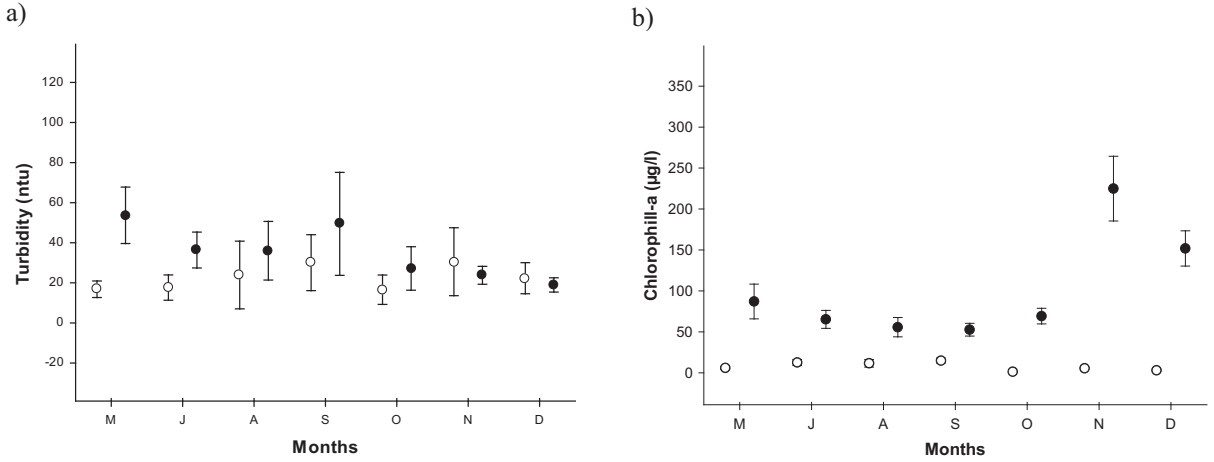 a)
Turbidity (ntu)
120
100
80
60
40
20
0
-20
M J A S O N D
Months
b)
Chlorophill-a (µg/l)
350
300
250
200
150
100
50
0
M J A S O N D
Months